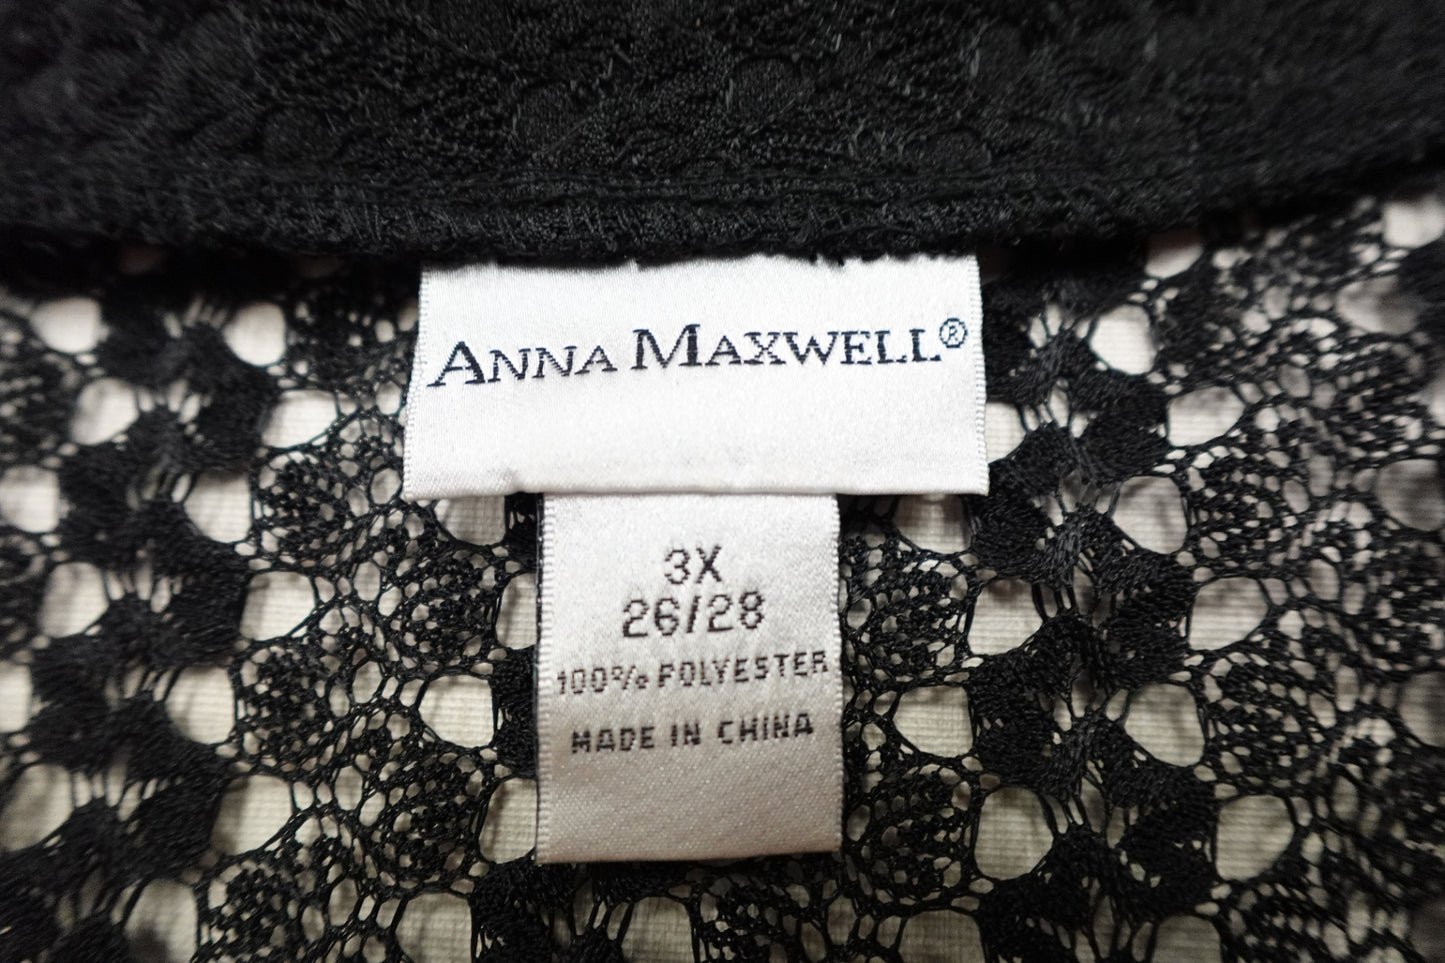 ANNA MAXWELL®
3X
26/28
100% POLYESTER
MADE IN CHINA